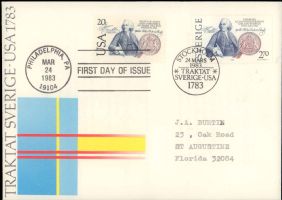 TRAKTAT SVERIGE-USA 1783
20c
USA
SVERIGE
2.70
PHILADELPHIA, PA
MAR
24
1983
19104
FIRST DAY OF ISSUE
STOCKHOLM
24 MARS
1983
TRAKTAT
SVERIGE-USA
1783
J.A. BURTIN
23 , Oak Road
ST AUGUSTINE
Florida 32084